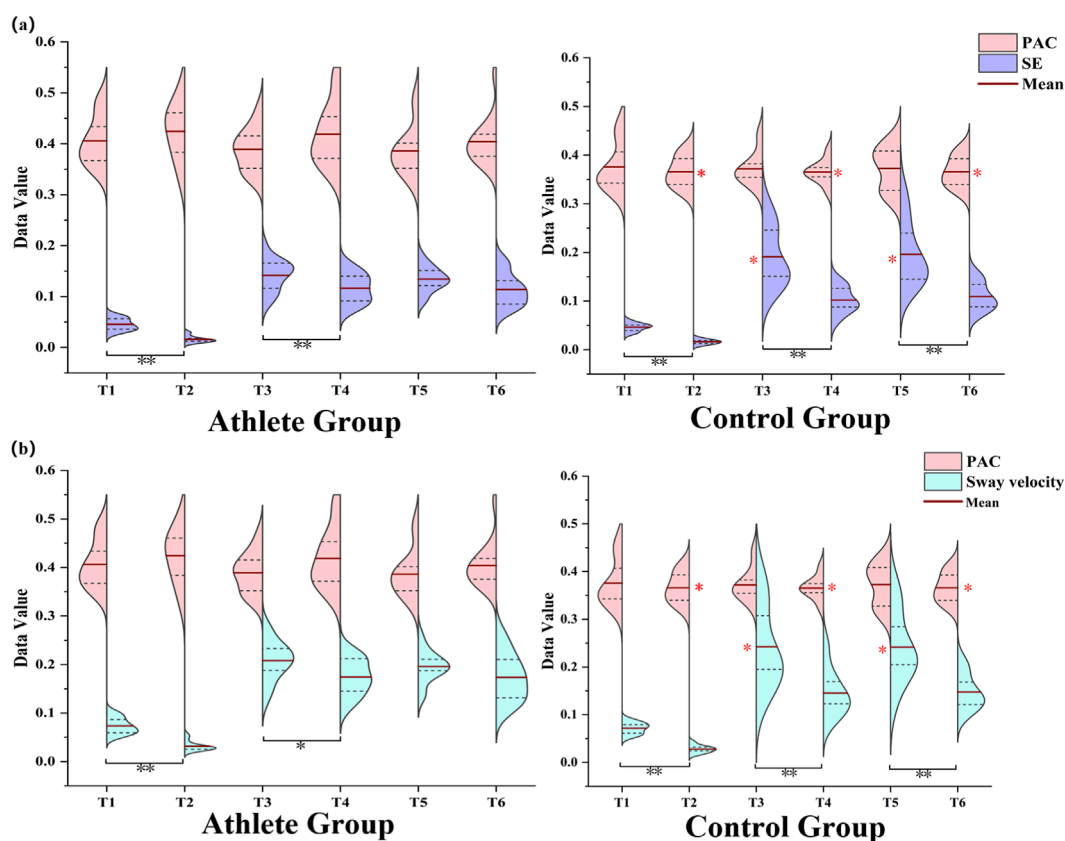 (a)
0.6
0.5
0.4
0.3
0.2
0.1
0.0
Data Value
**
**
T1 T2 T3 T4 T5 T6
Athlete Group
PAC
SE
Mean
0.6
0.5
0.4
0.3
0.2
0.1
0.0
Data Value
* * *
* *
** ** **
T1 T2 T3 T4 T5 T6
Control Group
(b)
0.6
0.5
0.4
0.3
0.2
0.1
0.0
Data Value
**
*
T1 T2 T3 T4 T5 T6
Athlete Group
PAC
Sway velocity
Mean
0.6
0.5
0.4
0.3
0.2
0.1
0.0
Data Value
* * *
* *
** ** **
T1 T2 T3 T4 T5 T6
Control Group